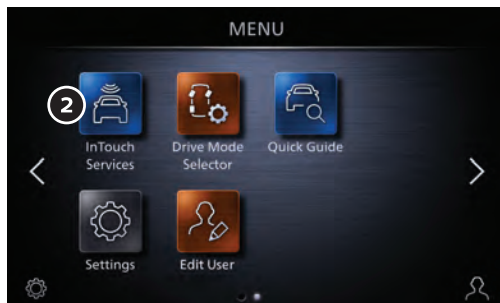 MENU
2
InTouch
Services
Drive Mode
Selector
Quick Guide
Settings
Edit User